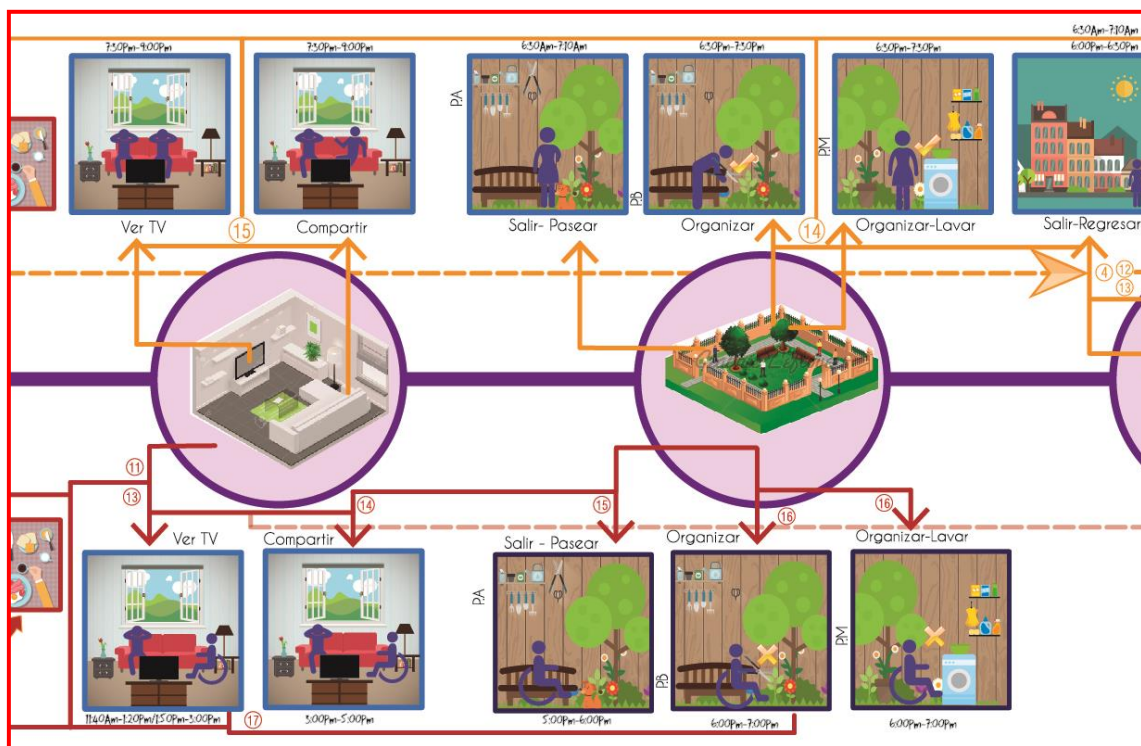 7:30Pm-9:00Pm
7:30Pm-9:00Pm
6:30Am-7:10Am
6:30Pm-7:30Pm
6:30Pm-7:30Pm
6:30Am-7:10Am
6:00Pm-6:30Pm
P.A
P.B
P.M
Ver TV
15
Compartir
Salir- Pasear
Organizar
14
Organizar-Lavar
Salir-Regresar
4
12
13
11
13
14
15
16
16
Ver TV
Compartir
Salir - Pasear
Organizar
Organizar-Lavar
P.A
P.B
P.M
11:40Am-1:20Pm/1:50Pm-3:00Pm
17
3:00Pm-5:00Pm
5:00Pm-6:00Pm
6:00Pm-7:00Pm
6:00Pm-7:00Pm